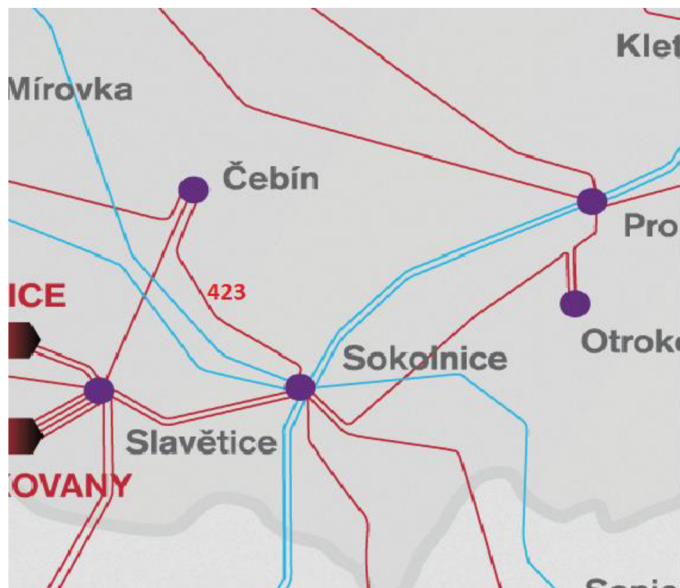 Klet
Mírovka
Čebín
Pro
423
ICE
Otroko
Sokolnice
Slavětice
KOVANY